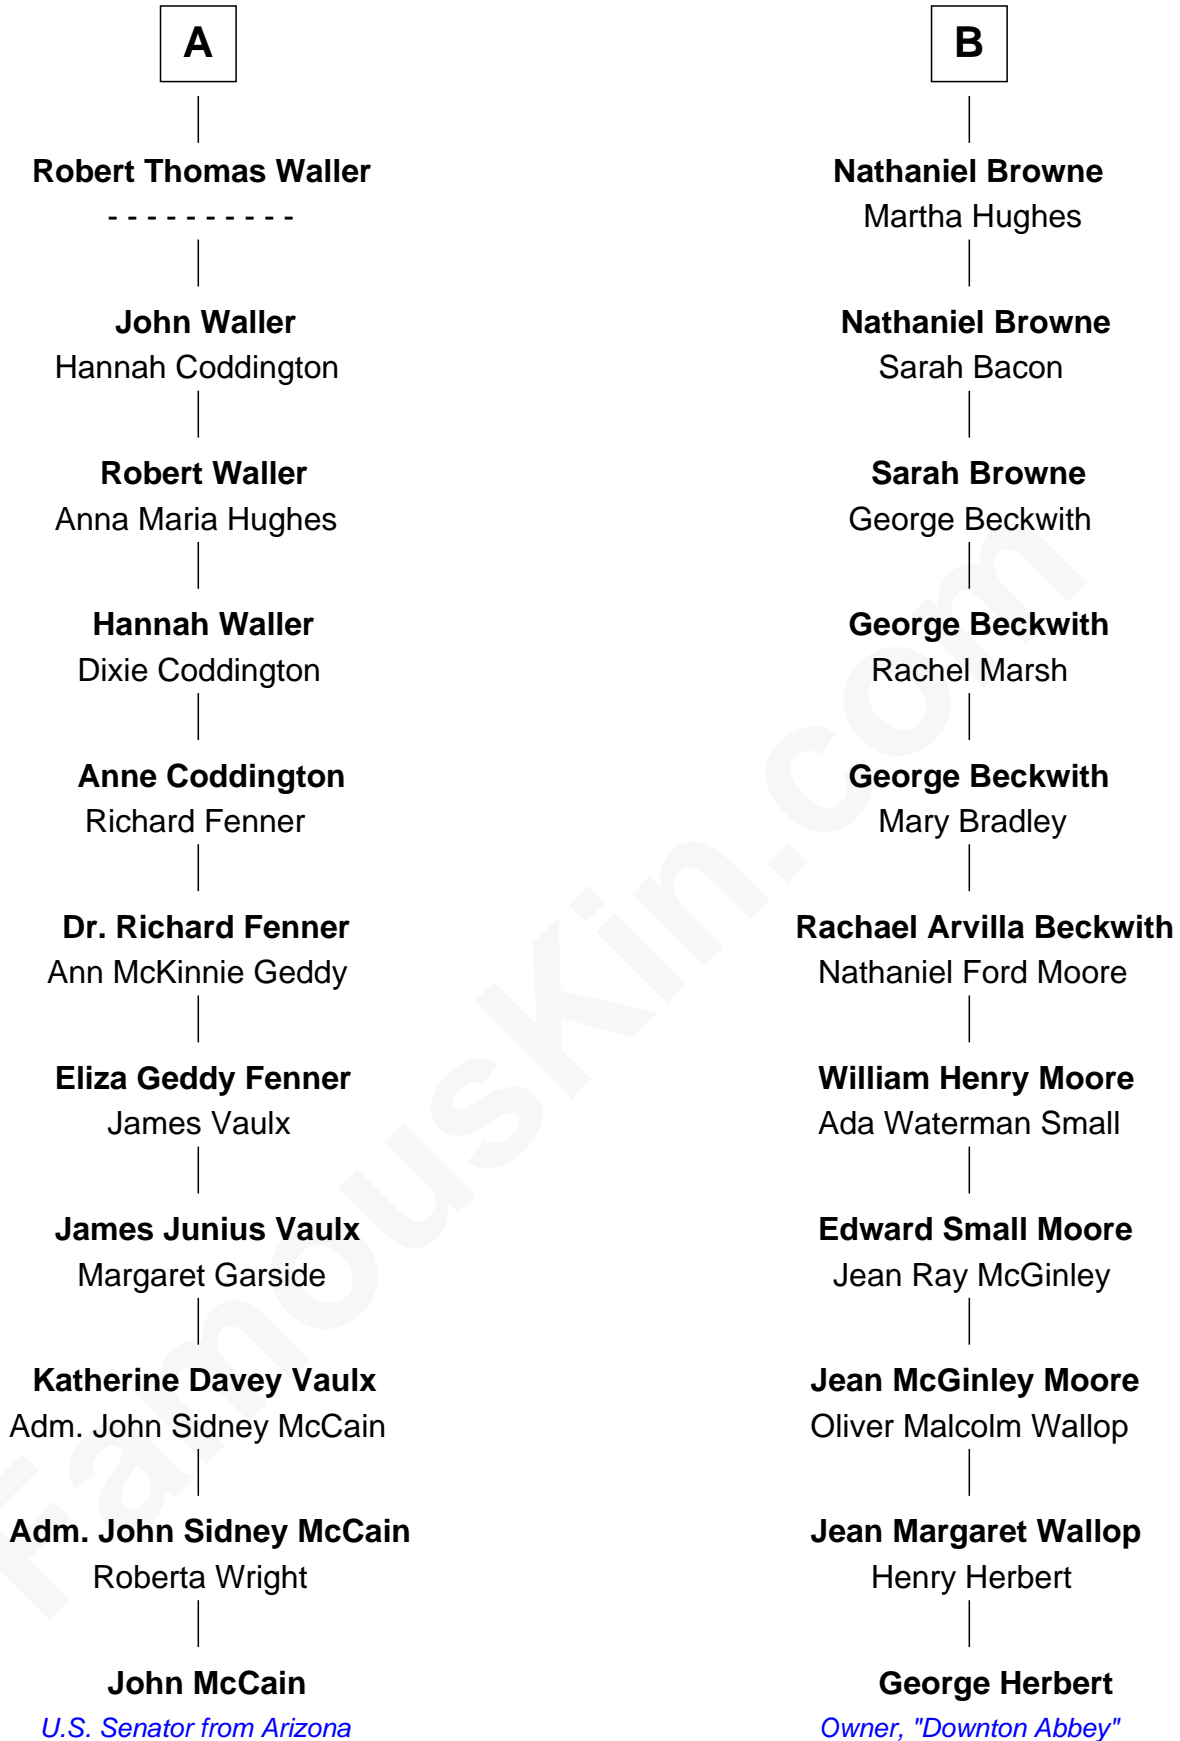 A
Robert Thomas Waller
- - - - - - - - - -
John Waller
Hannah Coddington
Robert Waller
Anna Maria Hughes
Hannah Waller
Dixie Coddington
Anne Coddington
Richard Fenner
Dr. Richard Fenner
Ann McKinnie Geddy
Eliza Geddy Fenner
James Vaulx
James Junius Vaulx
Margaret Garside
Katherine Davey Vaulx
Adm. John Sidney McCain
Adm. John Sidney McCain
Roberta Wright
John McCain
U.S. Senator from Arizona
B
Nathaniel Browne
Martha Hughes
Nathaniel Browne
Sarah Bacon
Sarah Browne
George Beckwith
George Beckwith
Rachel Marsh
George Beckwith
Mary Bradley
Rachael Arvilla Beckwith
Nathaniel Ford Moore
William Henry Moore
Ada Waterman Small
Edward Small Moore
Jean Ray McGinley
Jean McGinley Moore
Oliver Malcolm Wallop
Jean Margaret Wallop
Henry Herbert
George Herbert
Owner, "Downton Abbey"
FamousKin.com